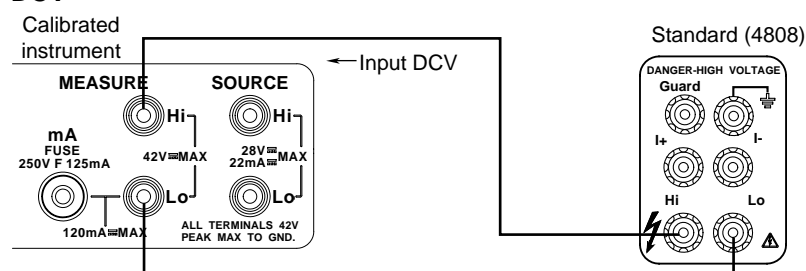 Calibrated
instrument
Input DCV
Standard (4808)
MEASURE
SOURCE
Hi
Hi
mA
FUSE
250V F 125mA
42V MAX
28V
22mA
MAX
Lo
Lo
120mA MAX
ALL TERMINALS 42V
PEAK MAX TO GND.
DANGER-HIGH VOLTAGE
Guard
I+
I-
Hi
Lo